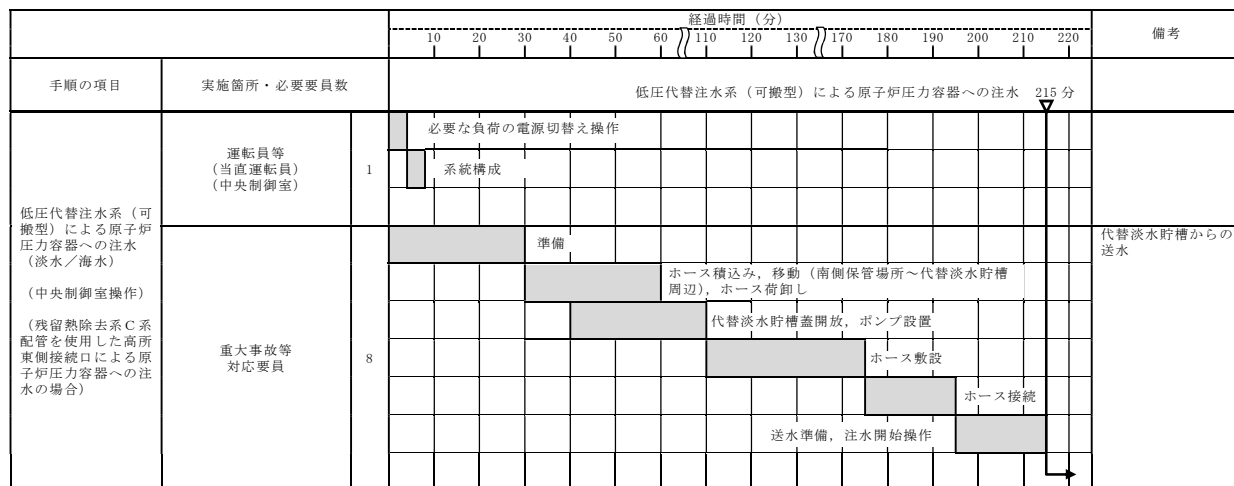 経過時間（分）
備考
10 20 30 40 50 60 110 120 130 170 180 190 200 210 220
手順の項目
実施箇所・必要要員数
低圧代替注水系（可搬型）による原子炉圧力容器への注水 215 分
低圧代替注水系（可
搬型）による原子炉
圧力容器への注水
（淡水／海水）
（中央制御室操作）
（残留熱除去系Ｃ系
配管を使用した高所
東側接続口による原
子炉圧力容器への注
水の場合）
運転員等
（当直運転員）
（中央制御室）
1
必要な負荷の電源切替え操作
系統構成
重大事故等
対応要員
8
準備
ホース積込み，移動（南側保管場所～代替淡水貯槽
周辺），ホース荷卸し
代替淡水貯槽蓋開放，ポンプ設置
ホース敷設
ホース接続
送水準備，注水開始操作
代替淡水貯槽からの
送水